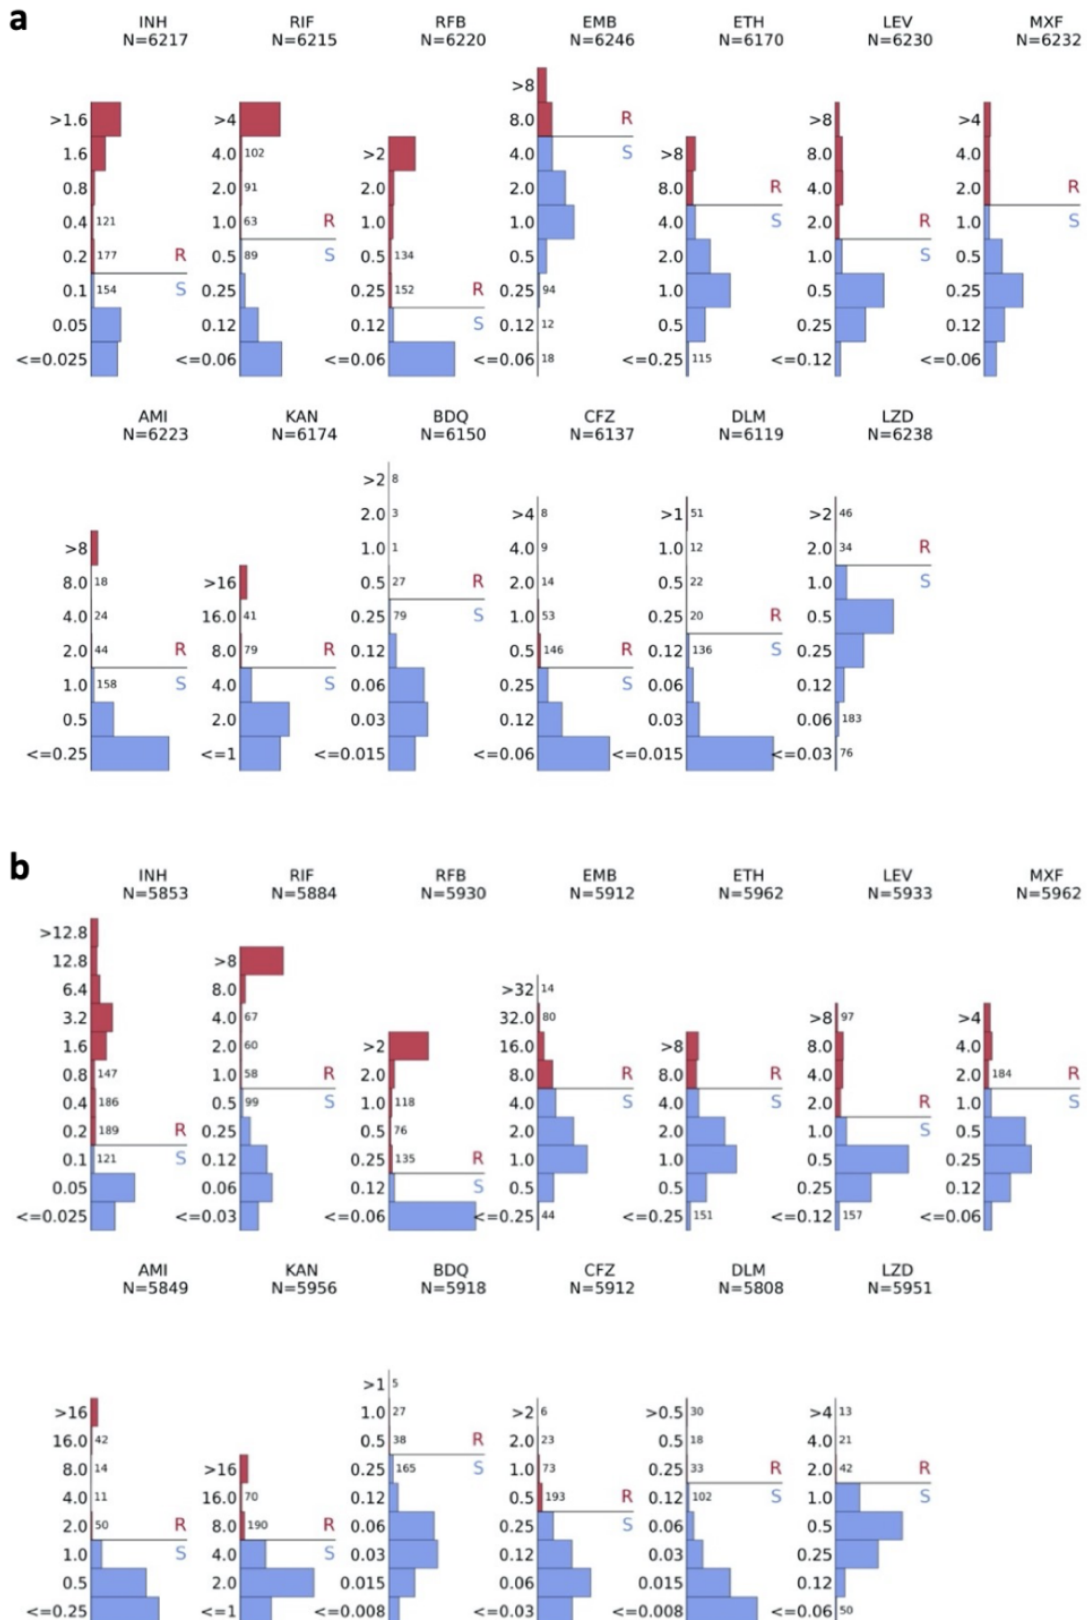 a
INH RIF RFB EMB ETH LEV MXF
N=6217 N=6215 N=6220 N=6246 N=6170 N=6230 N=6232
>1.6
1.6
0.8
0.4 121
0.2 177 R
0.1 154 S
0.05
<=0.025
>4
4.0 102
2.0 91
1.0 63 R
0.5 89 S
0.25
0.12
<=0.06
>2
2.0
1.0
0.5 134
0.25 152 R
0.12 S
<=0.06
>8
8.0 R
4.0 S
2.0
1.0
0.5
0.25 94
0.12 12
<=0.06 18
>8
8.0 R
4.0 S
2.0
1.0
0.5
<=0.25 115
>8
8.0
4.0
2.0 R
1.0 S
0.5
0.25
<=0.12
>4
4.0
2.0 R
1.0 S
0.5
0.25
0.12
<=0.06
AMI KAN BDQ CFZ DLM LZD
N=6223 N=6174 N=6150 N=6137 N=6119 N=6238
>8
8.0 18
4.0 24
2.0 44 R
1.0 158 S
0.5
<=0.25
>16
16.0 41
8.0 79 R
4.0 S
2.0
<=1
>2 8
2.0 3
1.0 1
0.5 27 R
0.25 79 S
0.12
0.06
0.03
<=0.015
>4 8
4.0 9
2.0 14
1.0 53
0.5 146 R
0.25 S
0.12
<=0.06
>1 51
1.0 12
0.5 22
0.25 20 R
0.12 136 S
0.06
0.03
<=0.015
>2 46
2.0 34 R
1.0 S
0.5
0.25
0.12
0.06 183
<=0.03 76
b
INH RIF RFB EMB ETH LEV MXF
N=5853 N=5884 N=5930 N=5912 N=5962 N=5933 N=5962
>12.8
12.8
6.4
3.2
1.6
0.8 147
0.4 186
0.2 189 R
0.1 121 S
0.05
<=0.025
>8
8.0
4.0 67
2.0 60
1.0 58 R
0.5 99 S
0.25
0.12
0.06
<=0.03
>2
2.0
1.0 118
0.5 76
0.25 135 R
0.12 S
<=0.06
>32 14
32.0 80
16.0
8.0 R
4.0 S
2.0
1.0
0.5
<=0.25 44
>8
8.0 R
4.0 S
2.0
1.0
0.5
<=0.25 151
>8 97
8.0
4.0
2.0 R
1.0 S
0.5
0.25
<=0.12 157
>4
4.0
2.0 184 R
1.0 S
0.5
0.25
0.12
<=0.06
AMI KAN BDQ CFZ DLM LZD
N=5849 N=5956 N=5918 N=5912 N=5808 N=5951
>16
16.0 42
8.0 14
4.0 11
2.0 50 R
1.0 S
0.5
<=0.25
>16
16.0 70
8.0 190 R
4.0 S
2.0
<=1
>1 5
1.0 27
0.5 38 R
0.25 165 S
0.12
0.06
0.03
0.015
<=0.008
>2 6
2.0 23
1.0 73
0.5 193 R
0.25 S
0.12
0.06
<=0.03
>0.5 30
0.5 18
0.25 33 R
0.12 102 S
0.06
0.03
0.015
<=0.008
>4 13
4.0 21
2.0 42 R
1.0 S
0.5
0.25
0.12
<=0.06 50